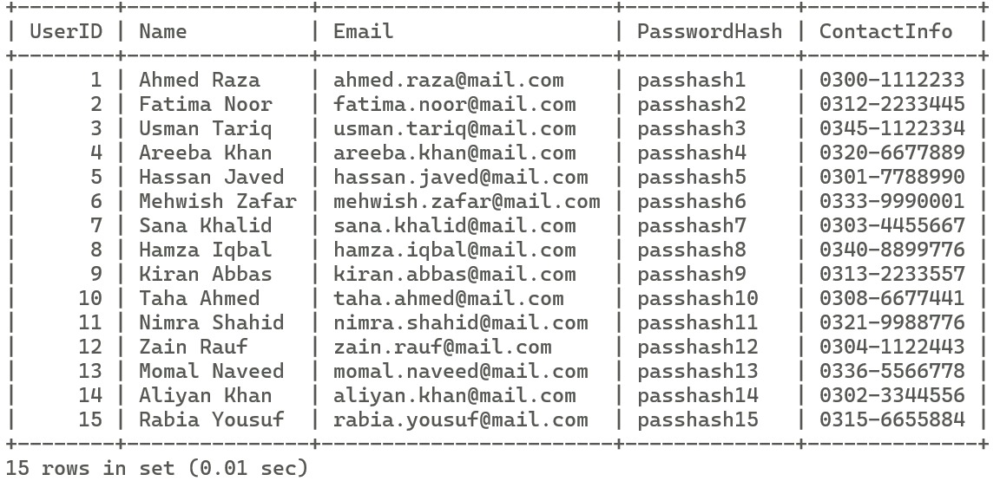 +--------+---------------+------------------------+--------------+--------------+
| UserID | Name          | Email                  | PasswordHash | ContactInfo  |
+--------+---------------+------------------------+--------------+--------------+
|      1 | Ahmed Raza    | ahmed.raza@mail.com    | passhash1    | 0300-1112233 |
|      2 | Fatima Noor   | fatima.noor@mail.com   | passhash2    | 0312-2233445 |
|      3 | Usman Tariq   | usman.tariq@mail.com   | passhash3    | 0345-1122334 |
|      4 | Areeba Khan   | areeba.khan@mail.com   | passhash4    | 0320-6677889 |
|      5 | Hassan Javed  | hassan.javed@mail.com  | passhash5    | 0301-7788990 |
|      6 | Mehwish Zafar | mehwish.zafar@mail.com | passhash6    | 0333-9990001 |
|      7 | Sana Khalid   | sana.khalid@mail.com   | passhash7    | 0303-4455667 |
|      8 | Hamza Iqbal   | hamza.iqbal@mail.com   | passhash8    | 0340-8899776 |
|      9 | Kiran Abbas   | kiran.abbas@mail.com   | passhash9    | 0313-2233557 |
|     10 | Taha Ahmed    | taha.ahmed@mail.com    | passhash10   | 0308-6677441 |
|     11 | Nimra Shahid  | nimra.shahid@mail.com  | passhash11   | 0321-9988776 |
|     12 | Zain Rauf     | zain.rauf@mail.com     | passhash12   | 0304-1122443 |
|     13 | Momal Naveed  | momal.naveed@mail.com  | passhash13   | 0336-5566778 |
|     14 | Aliyan Khan   | aliyan.khan@mail.com   | passhash14   | 0302-3344556 |
|     15 | Rabia Yousuf  | rabia.yousuf@mail.com  | passhash15   | 0315-6655884 |
+--------+---------------+------------------------+--------------+--------------+
15 rows in set (0.01 sec)